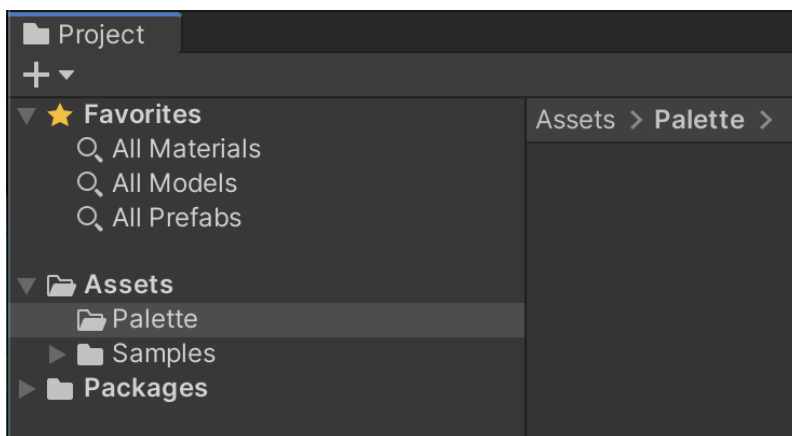 Project
Favorites
All Materials
All Models
All Prefabs
Assets
Palette
Samples
Packages
Assets > Palette >